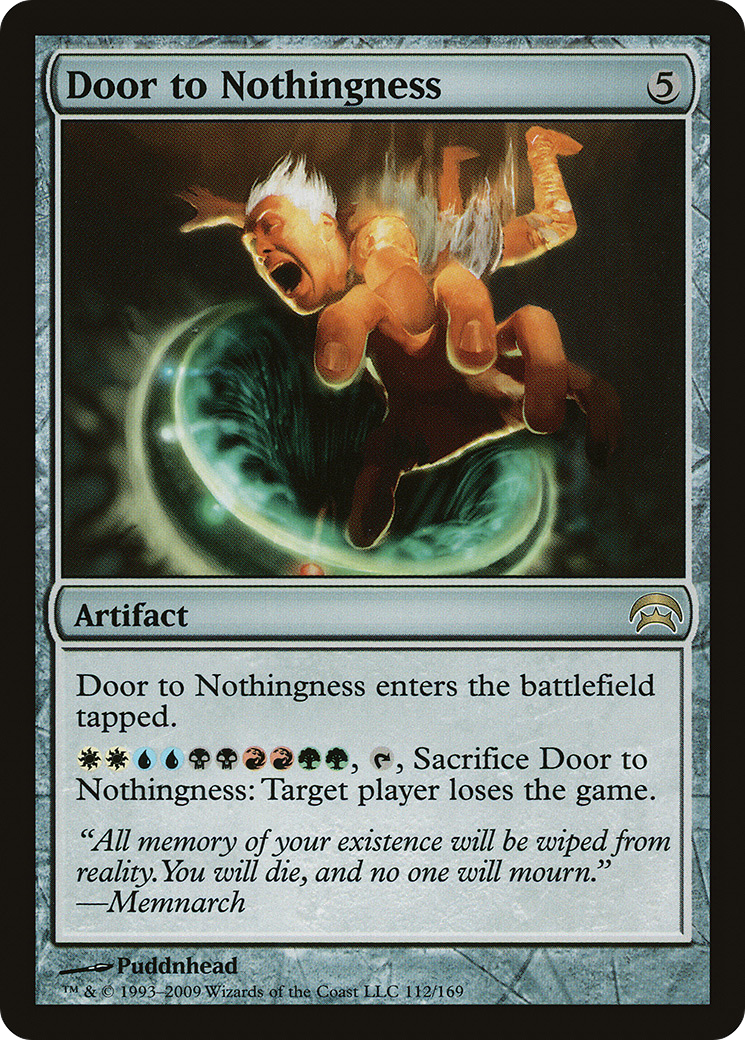 Door to Nothingness 5
Artifact
Door to Nothingness enters the battlefield
tapped.
, , Sacrifice Door to
Nothingness: Target player loses the game.
“All memory of your existence will be wiped from
reality. You will die, and no one will mourn.”
—Memnarch
Puddnhead
™ & © 1993–2009 Wizards of the Coast LLC 112/169